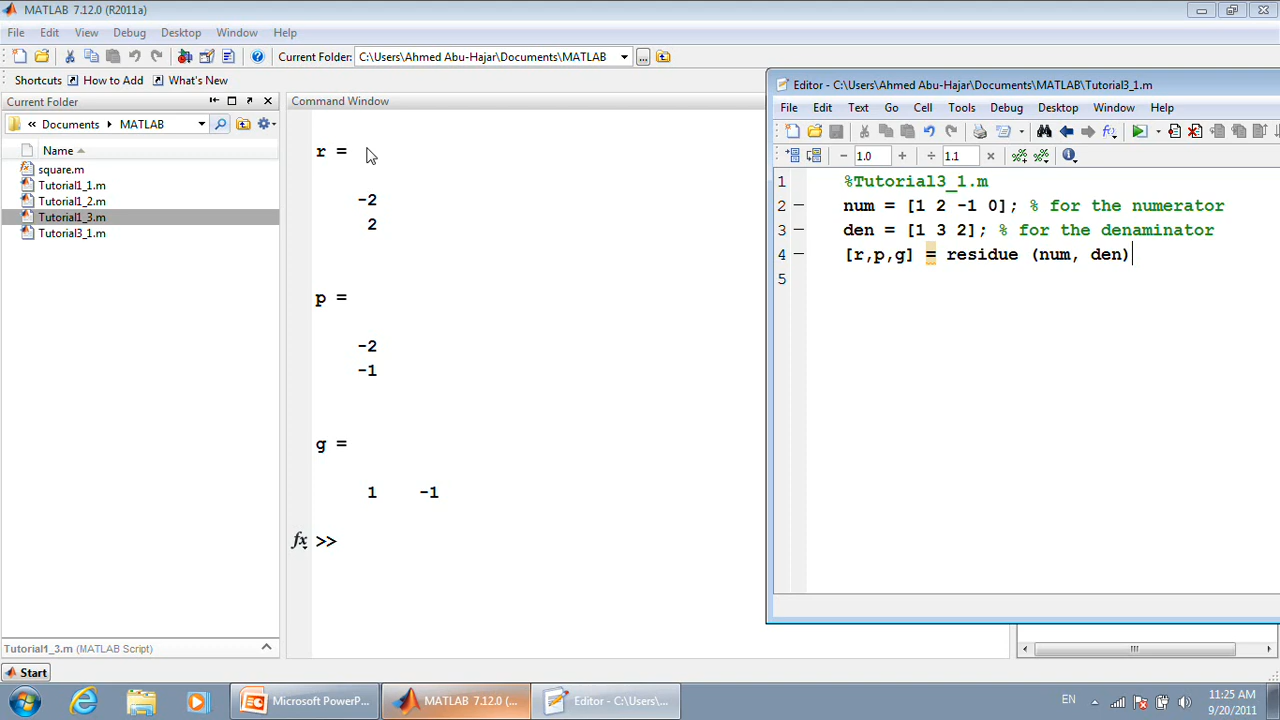 MATLAB 7.12.0 (R2011a)
File Edit View Debug Desktop Window Help
Current Folder: C:\Users\Ahmed Abu-Hajar\Documents\MATLAB
Shortcuts How to Add What's New
Current Folder
« Documents ▸ MATLAB
Name
square.m
Tutorial1_1.m
Tutorial1_2.m
Tutorial1_3.m
Tutorial3_1.m
Tutorial1_3.m (MATLAB Script)
Command Window
r =
-2
2
p =
-2
-1
g =
1 -1
fx >>
Editor - C:\Users\Ahmed Abu-Hajar\Documents\MATLAB\Tutorial3_1.m
File Edit Text Go Cell Tools Debug Desktop Window Help
− 1.0 + ÷ 1.1 ×
1 %Tutorial3_1.m
2 – num = [1 2 -1 0]; % for the numerator
3 – den = [1 3 2]; % for the denaminator
4 – [r,p,g] = residue (num, den)
5
Start
Microsoft PowerP...
MATLAB 7.12.0 (...
Editor - C:\Users\...
EN
11:25 AM
9/20/2011